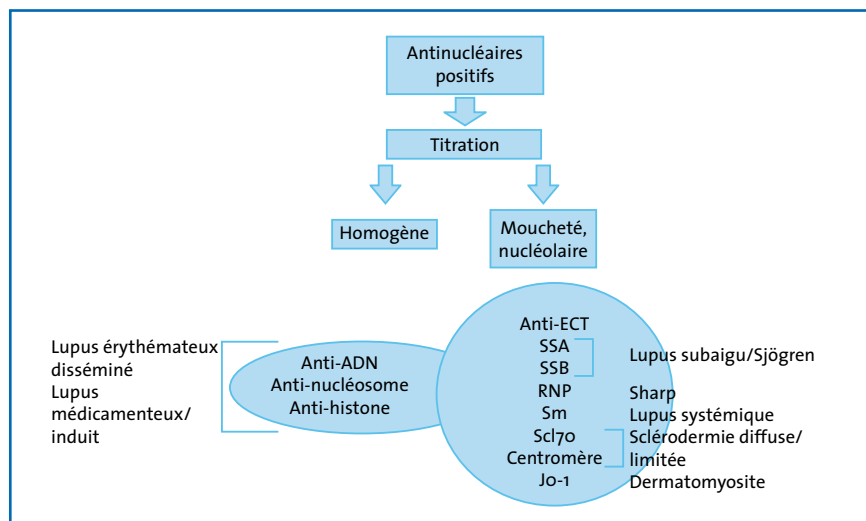 Antinucléaires
positifs
Titration
Homogène
Moucheté,
nucléolaire
Lupus érythémateux
disséminé
Lupus
médicamenteux/
induit
Anti-ADN
Anti-nucléosome
Anti-histone
Anti-ECT
SSA
SSB
RNP
Sm
Scl70
Centromère
J0-1
Lupus subaigu/Sjögren
Sharp
Lupus systémique
Sclérodermie diffuse/
limitée
Dermatomyosite